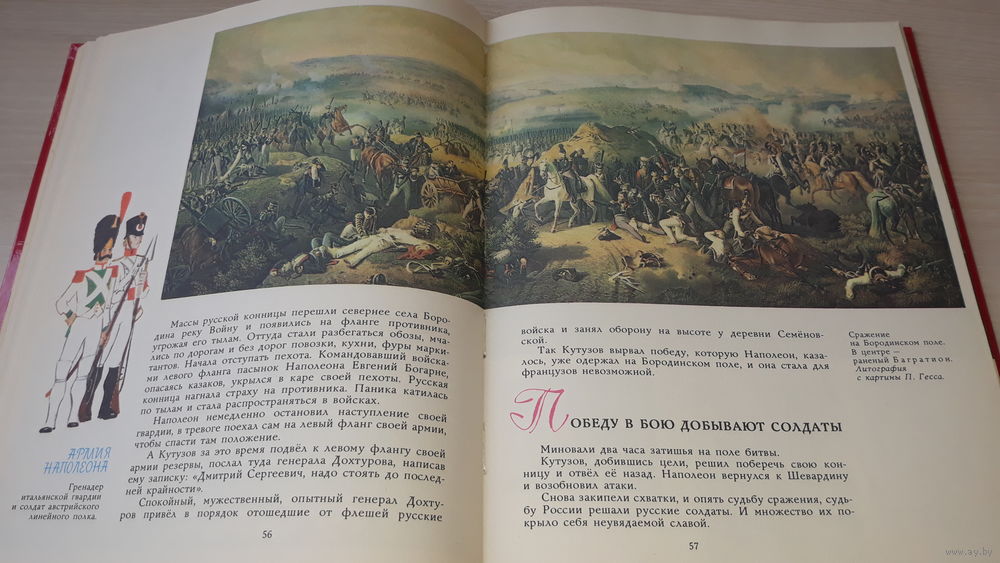 Массы русской конницы перешли севернее села Боро-
дина реку Войну и появились на фланге противника,
угрожая его тылам. Оттуда стали разбегаться обозы, мча-
лись по дорогам и без дорог повозки, кухни, фуры марки-
тантов. Начала отступать пехота. Командовавший войска-
ми левого фланга пасынок Наполеона Евгений Богарне,
опасаясь казаков, укрылся в каре своей пехоты. Русская
конница нагнала страху на противника. Паника катилась
по тылам и стала распространяться в войсках.
Наполеон немедленно остановил наступление своей
гвардии, в тревоге поехал сам на левый фланг своей армии,
чтобы спасти там положение.
А Кутузов за это время подвёл к левому флангу своей
армии резервы, послал туда генерала Дохтурова, написав
ему записку: «Дмитрий Сергеевич, надо стоять до послед-
ней крайности».
Спокойный, мужественный, опытный генерал Дохту-
ров привёл в порядок отошедшие от флешей русские
АРМИЯ
НАПОЛЕОНА
Гренадер
итальянской гвардии
и солдат австрийского
линейного полка.
56
войска и занял оборону на высоте у деревни Семёнов-
ской.
Так Кутузов вырвал победу, которую Наполеон, каза-
лось, уже одержал на Бородинском поле, и она стала для
французов невозможной.
Сражение
на Бородинском поле.
В центре —
раненый Багратион.
Литография
с картины П. Гесса.
ПОБЕДУ В БОЮ ДОБЫВАЮТ СОЛДАТЫ
Миновали два часа затишья на поле битвы.
Кутузов, добившись цели, решил поберечь свою кон-
ницу и отвёл её назад. Наполеон вернулся к Шевардину
и возобновил атаки.
Снова закипели схватки, и опять судьбу сражения, судь-
бу России решали русские солдаты. И множество их по-
крыло себя неувядаемой славой.
57
www.ay.by